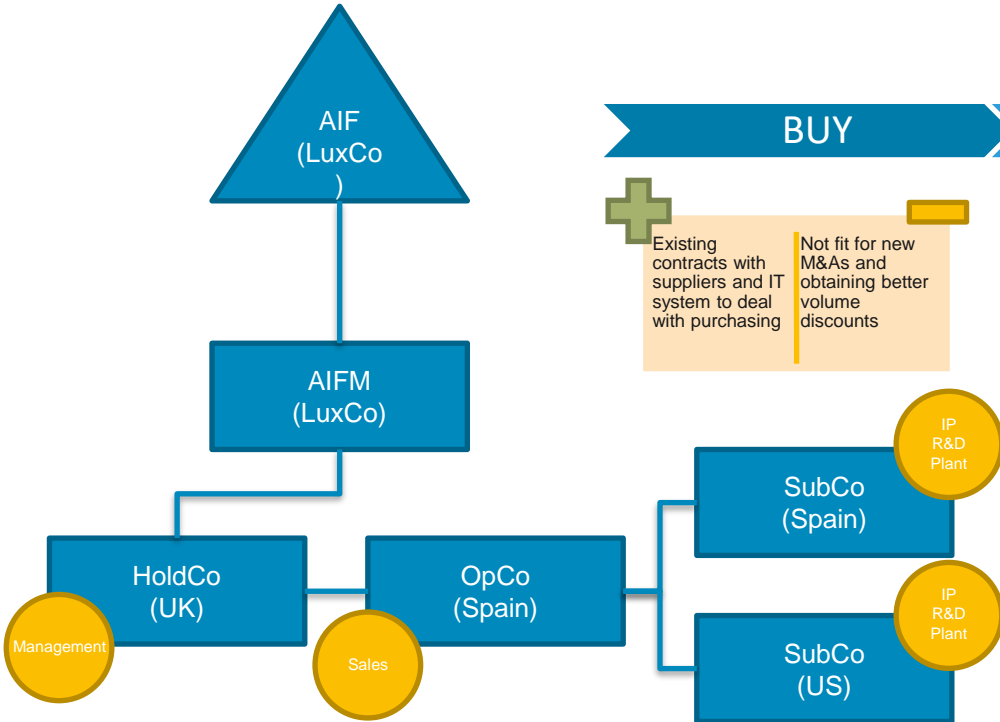 AIF
(LuxCo
)
BUY
Existing
contracts with
suppliers and IT
system to deal
with purchasing
Not fit for new
M&As and
obtaining better
volume
discounts
AIFM
(LuxCo)
IP
R&D
Plant
SubCo
(Spain)
HoldCo
(UK)
OpCo
(Spain)
Management
Sales
IP
R&D
Plant
SubCo
(US)